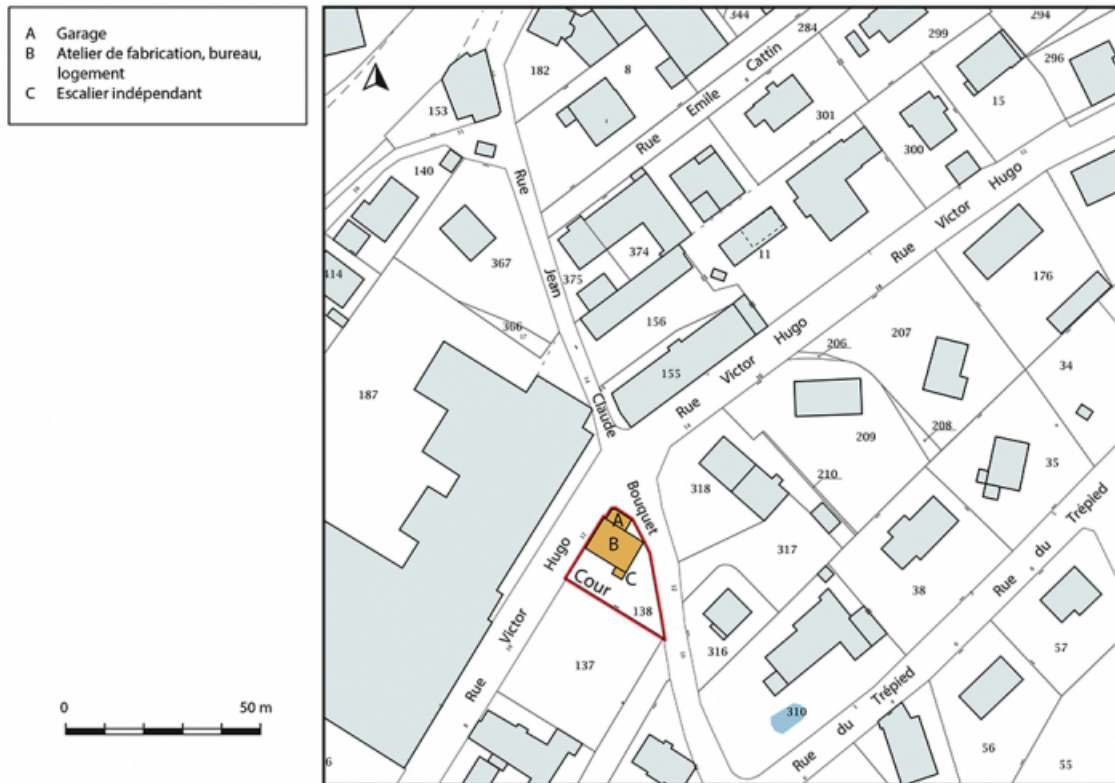 A Garage
B Atelier de fabrication, bureau,
logement
C Escalier indépendant
0 50 m
344
284
294
299
296
182
8
Rue Emile Cattin
153
301
15
300
140
Rue Jean Claude Bouquet
Rue Victor Hugo
367
374
375
11
176
414
366
156
206
207
34
187
155
Rue Victor Hugo
208
209
35
210
318
A
B
C
Cour
138
317
38
Rue du Trépied
Rue Victor Hugo
137
316
57
310
Rue du Trépied
56
55
6